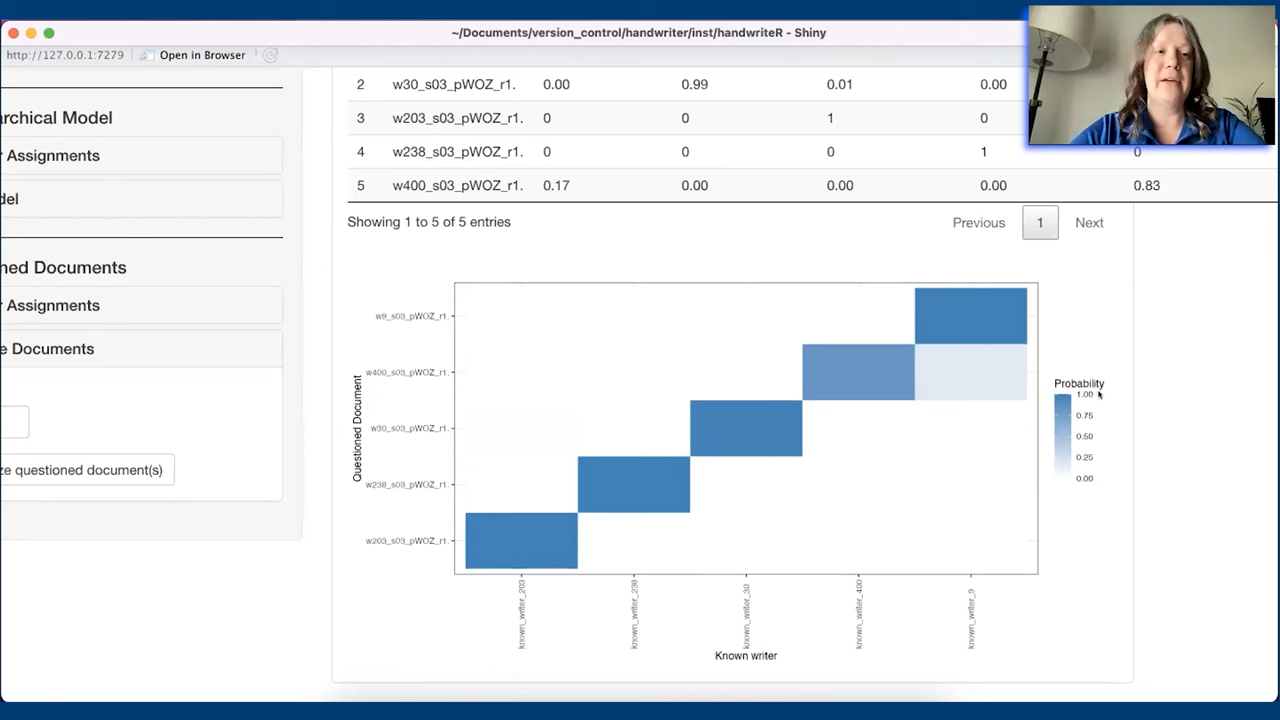 ~/Documents/version_control/handwriter/inst/handwriteR - Shiny
http://127.0.0.1:7279 Open in Browser
2 w30_s03_pWOZ_r1. 0.00 0.99 0.01 0.00
archical Model
3 w203_s03_pWOZ_r1. 0 0 1 0
r Assignments
4 w238_s03_pWOZ_r1. 0 0 0 1 0
del
5 w400_s03_pWOZ_r1. 0.17 0.00 0.00 0.00 0.83
Showing 1 to 5 of 5 entries Previous 1 Next
ned Documents
r Assignments
e Documents
ze questioned document(s)
Questioned Document
w9_s03_pWOZ_r1.
w400_s03_pWOZ_r1.
w30_s03_pWOZ_r1.
w238_s03_pWOZ_r1.
w203_s03_pWOZ_r1.
known_writer_203
known_writer_238
known_writer_30
known_writer_400
known_writer_9
Known writer
Probability
1.00
0.75
0.50
0.25
0.00